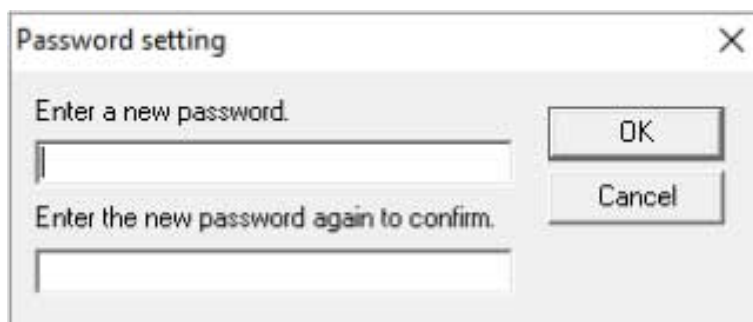 Password setting
Enter a new password.
OK
Cancel
Enter the new password again to confirm.